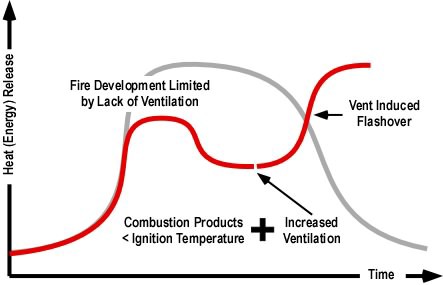 Heat (Energy) Release
Fire Development Limited
by Lack of Ventilation
Vent Induced
Flashover
Combustion Products
< Ignition Temperature
+
Increased
Ventilation
Time